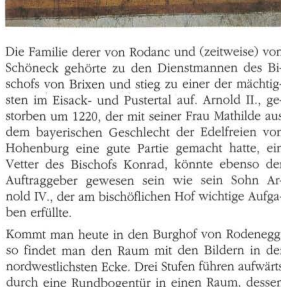 Die Familie derer von Rodanc und (zeitweise) von
Schöneck gehörte zu den Dienstmannen des Bi-
schofs von Brixen und stieg zu einer der mächtig-
sten im Eisack- und Pustertal auf. Arnold II., ge-
storben um 1220, der mit seiner Frau Mathilde aus
dem bayerischen Geschlecht der Edelfreien von
Hohenburg eine gute Partie gemacht hatte, ein
Vetter des Bischofs Konrad, könnte ebenso der
Auftraggeber gewesen sein wie sein Sohn Ar-
nold IV., der am bischöflichen Hof wichtige Aufga-
ben erfüllte.
Kommt man heute in den Burghof von Rodenegg,
so findet man den Raum mit den Bildern in der
nordwestlichsten Ecke. Drei Stufen führen aufwärts
durch eine Rundbogentür in einen Raum, dessen